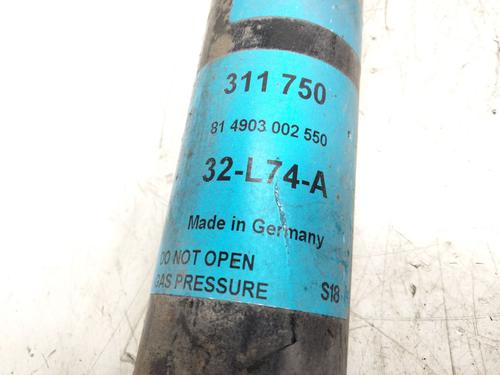 311 750
81 4903 002 550
32-L74-A
Made in Germany
DO NOT OPEN
GAS PRESSURE S18